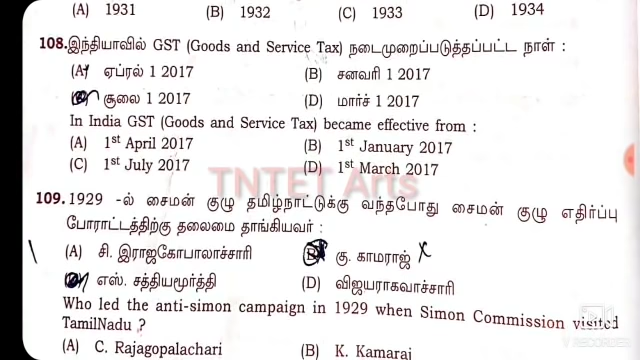 (A) 1931 (B) 1932 (C) 1933 (D) 1934
108. இந்தியாவில் GST (Goods and Service Tax) நடைமுறைப்படுத்தப்பட்ட நாள் :
(A) ஏப்ரல் 1 2017 (B) சனவரி 1 2017
சூலை 1 2017 (D) மார்ச் 1 2017
In India GST (Goods and Service Tax) became effective from :
(A) 1st April 2017 (B) 1st January 2017
(C) 1st July 2017 (D) 1st March 2017
TNTET Arts
109. 1929 -ல் சைமன் குழு தமிழ்நாட்டுக்கு வந்தபோது சைமன் குழு எதிர்ப்பு
போராட்டத்திற்கு தலைமை தாங்கியவர் :
(A) சி. இராஜகோபாலாச்சாரி (B) கு. காமராஜ்
எஸ். சத்தியமூர்த்தி (D) விஜயராகவாச்சாரி
Who led the anti-simon campaign in 1929 when Simon Commission visited
TamilNadu ?
(A) C. Rajagopalachari (B) K. Kamaraj
V RECORDER